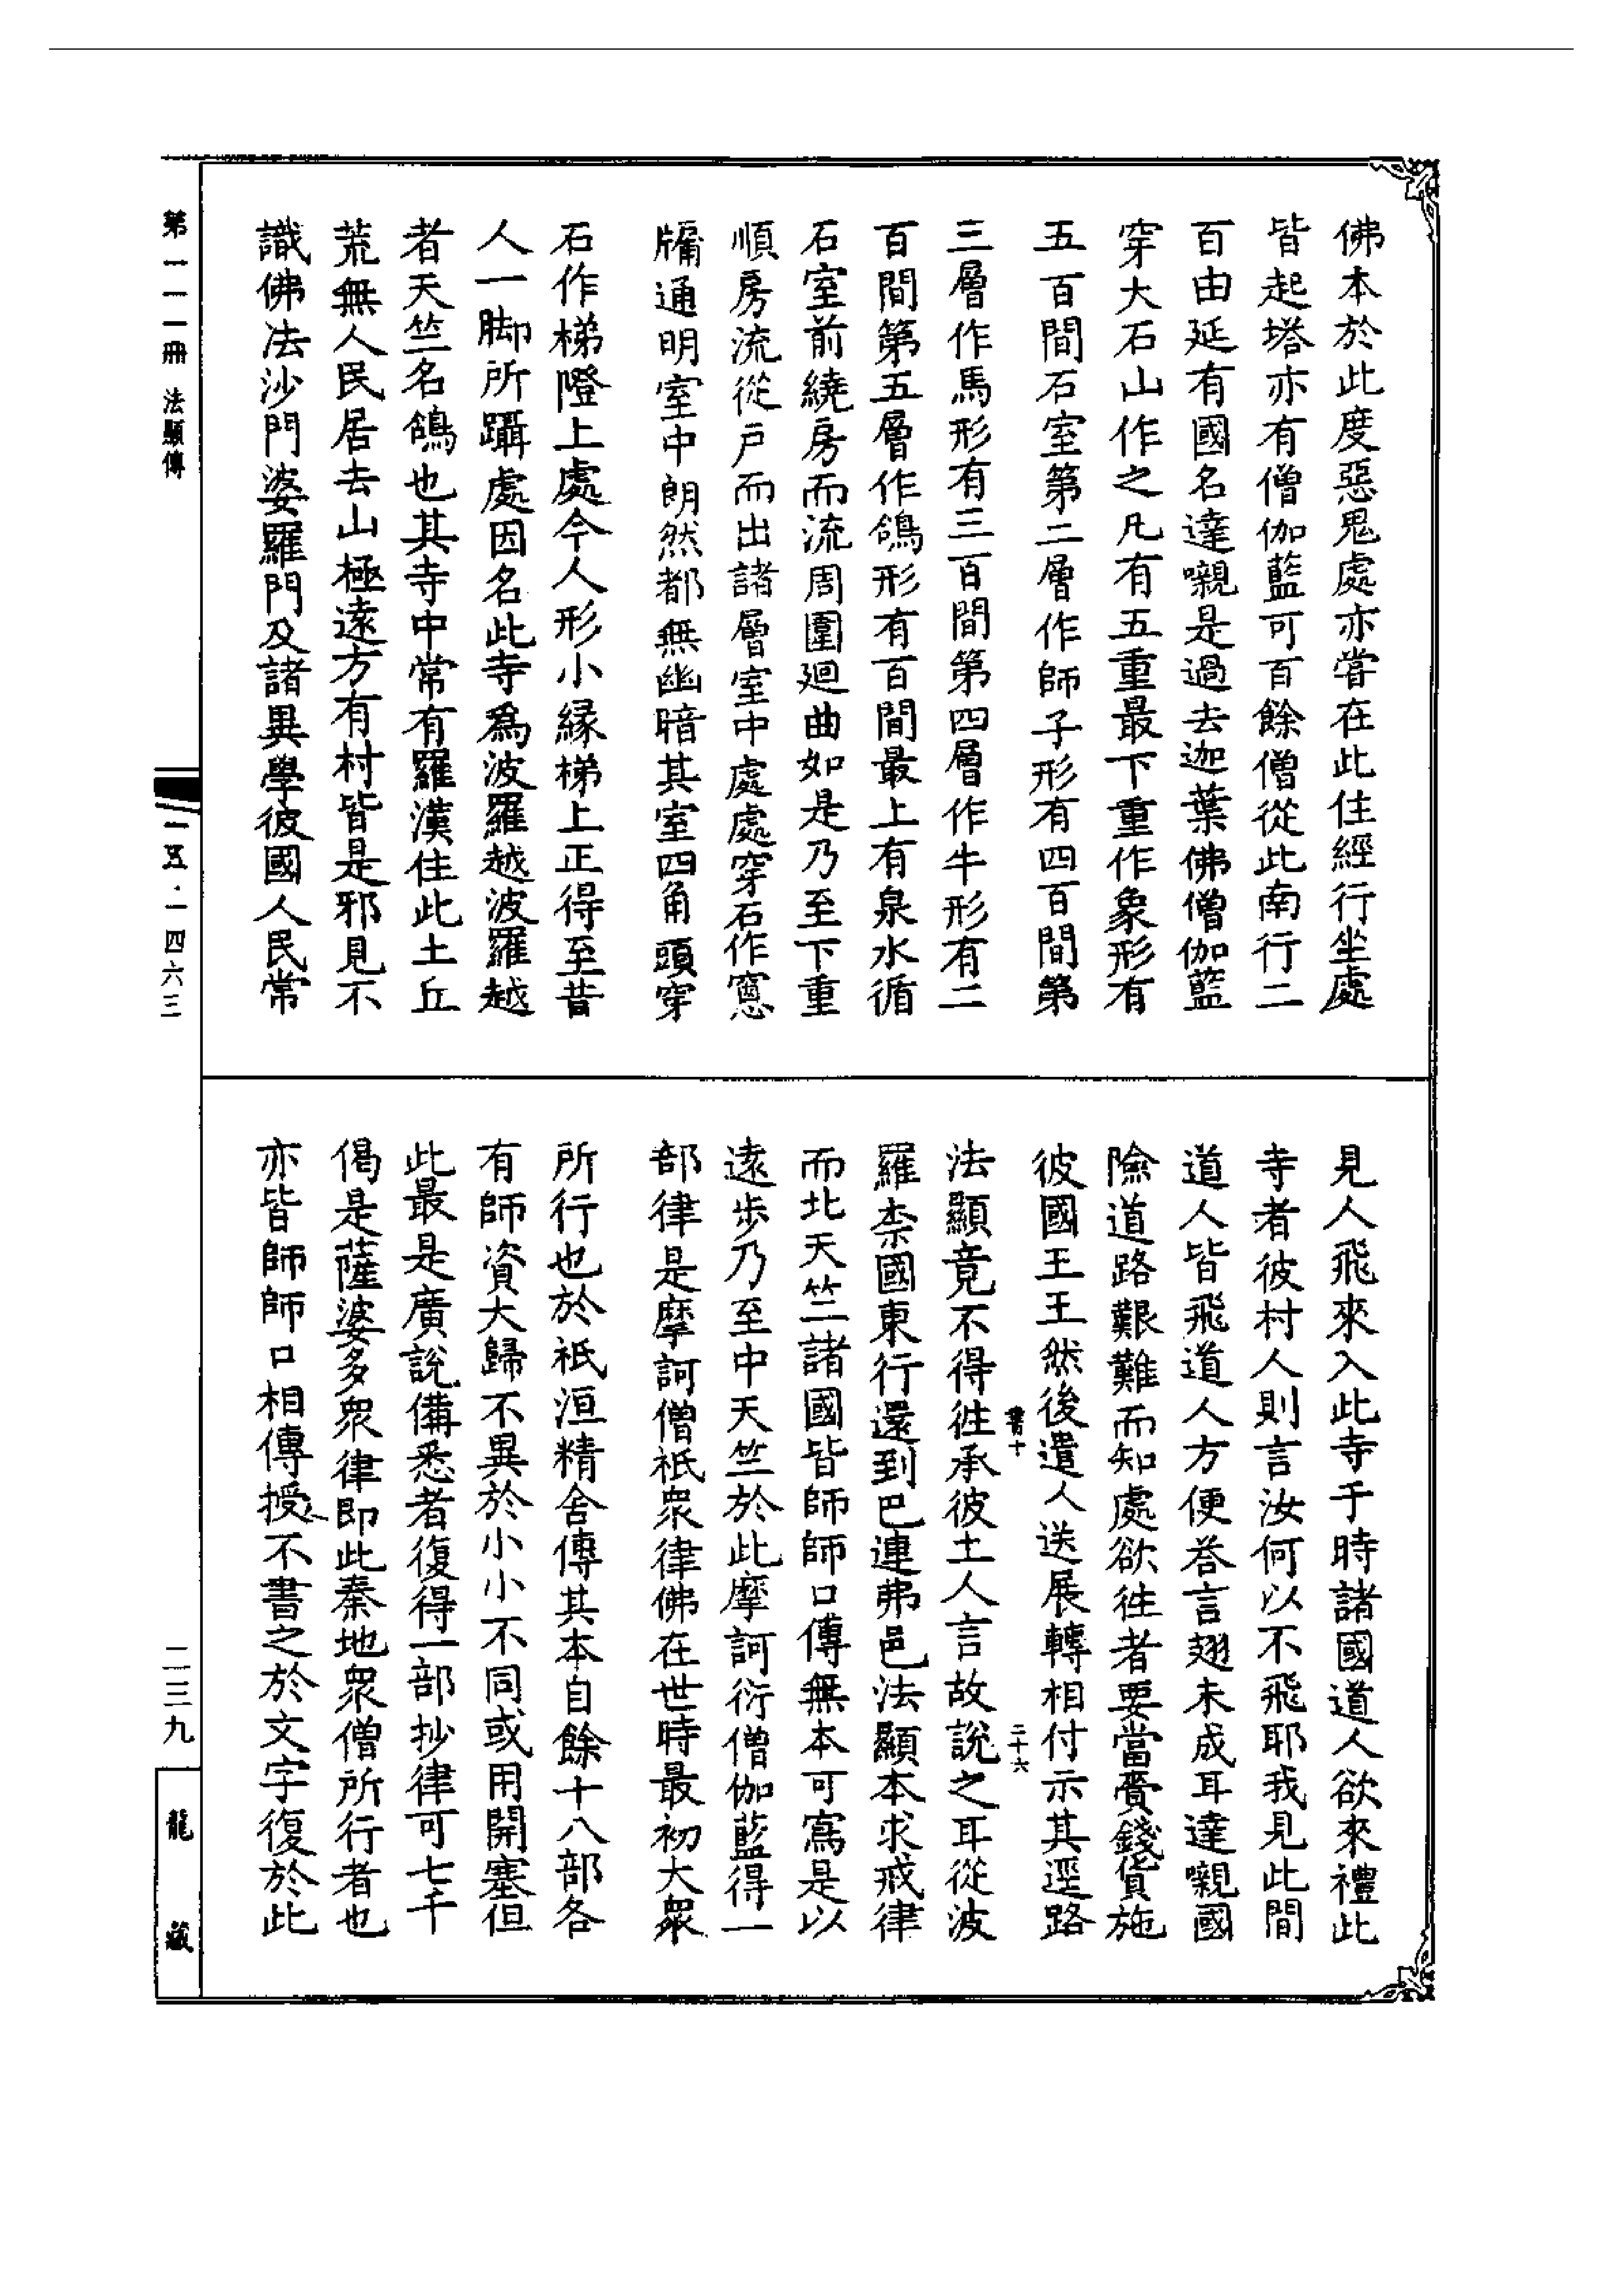 佛本於此度惡鬼處亦嘗在此住經行坐處
皆起塔亦有僧伽藍可百餘僧從此南行二
百由延有國名達嚫是過去迦葉佛僧伽藍
穿大石山作之凡有五重最下重作象形有
五百間石室第二層作師子形有四百間第
三層作馬形有三百間第四層作牛形有二
百間第五層作鴿形有百間最上有泉水循
石室前繞房而流周圍廻曲如是乃至下重
順房流從戶而出諸層室中處處穿石作窻
牖通明室中朗然都無幽暗其室四角頭穿
石作梯隥上處今人形小緣梯上正得至昔
人一脚所躡處因名此寺爲波羅越波羅越
者天竺名鴿也其寺中常有羅漢住此土丘
荒無人民居去山極遠方有村皆是邪見不
識佛法沙門婆羅門及諸異學彼國人民常
見人飛來入此寺于時諸國道人欲來禮此
寺者彼村人則言汝何以不飛耶我見此間
道人皆飛道人方便荅言翅未成耳達嚫國
險道路艱難而知處欲徃者要當賫錢貨施
彼國王王然後遣人送展轉相付示其逕路
書十
二十六
法顯竟不得徃承彼土人言故說之耳從波
羅柰國東行還到巴連弗邑法顯本求戒律
而北天竺諸國皆師師口傳無本可寫是以
遠步乃至中天竺於此摩訶衍僧伽藍得一
部律是摩訶僧祇衆律佛在世時最初大衆
所行也於祇洹精舍傳其本自餘十八部各
有師資大歸不異於小小不同或用開塞但
此最是廣說備悉者復得一部抄律可七千
偈是薩婆多衆律即此秦地衆僧所行者也
亦皆師師口相傳授不書之於文字復於此
第一一一冊 法顯傳
一五·一四六三
二三九
龍藏